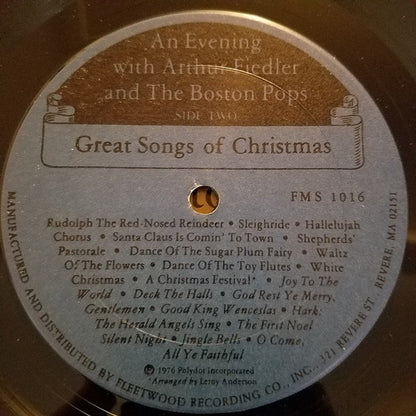 An Evening
with Arthur Fiedler
and The Boston Pops
SIDE TWO
Great Songs of Christmas
FMS 1016
Rudolph The Red-Nosed Reindeer • Sleighride • Hallelujah
Chorus • Santa Claus Is Comin' To Town • Shepherds'
Pastorale • Dance Of The Sugar Plum Fairy • Waltz
Of The Flowers • Dance Of The Toy Flutes • White
Christmas • A Christmas Festival* • Joy To The
World • Deck The Halls • God Rest Ye Merry,
Gentlemen • Good King Wenceslas • Hark
The Herald Angels Sing • The First Noel
Silent Night • Jingle Bells • O Come,
All Ye Faithful
℗ 1976 Polydor Incorporated
*Arranged by Leroy Anderson
MANUFACTURED AND DISTRIBUTED BY FLEETWOOD RECORDING CO., INC., 321 REVERE ST. REVERE, MA 02151